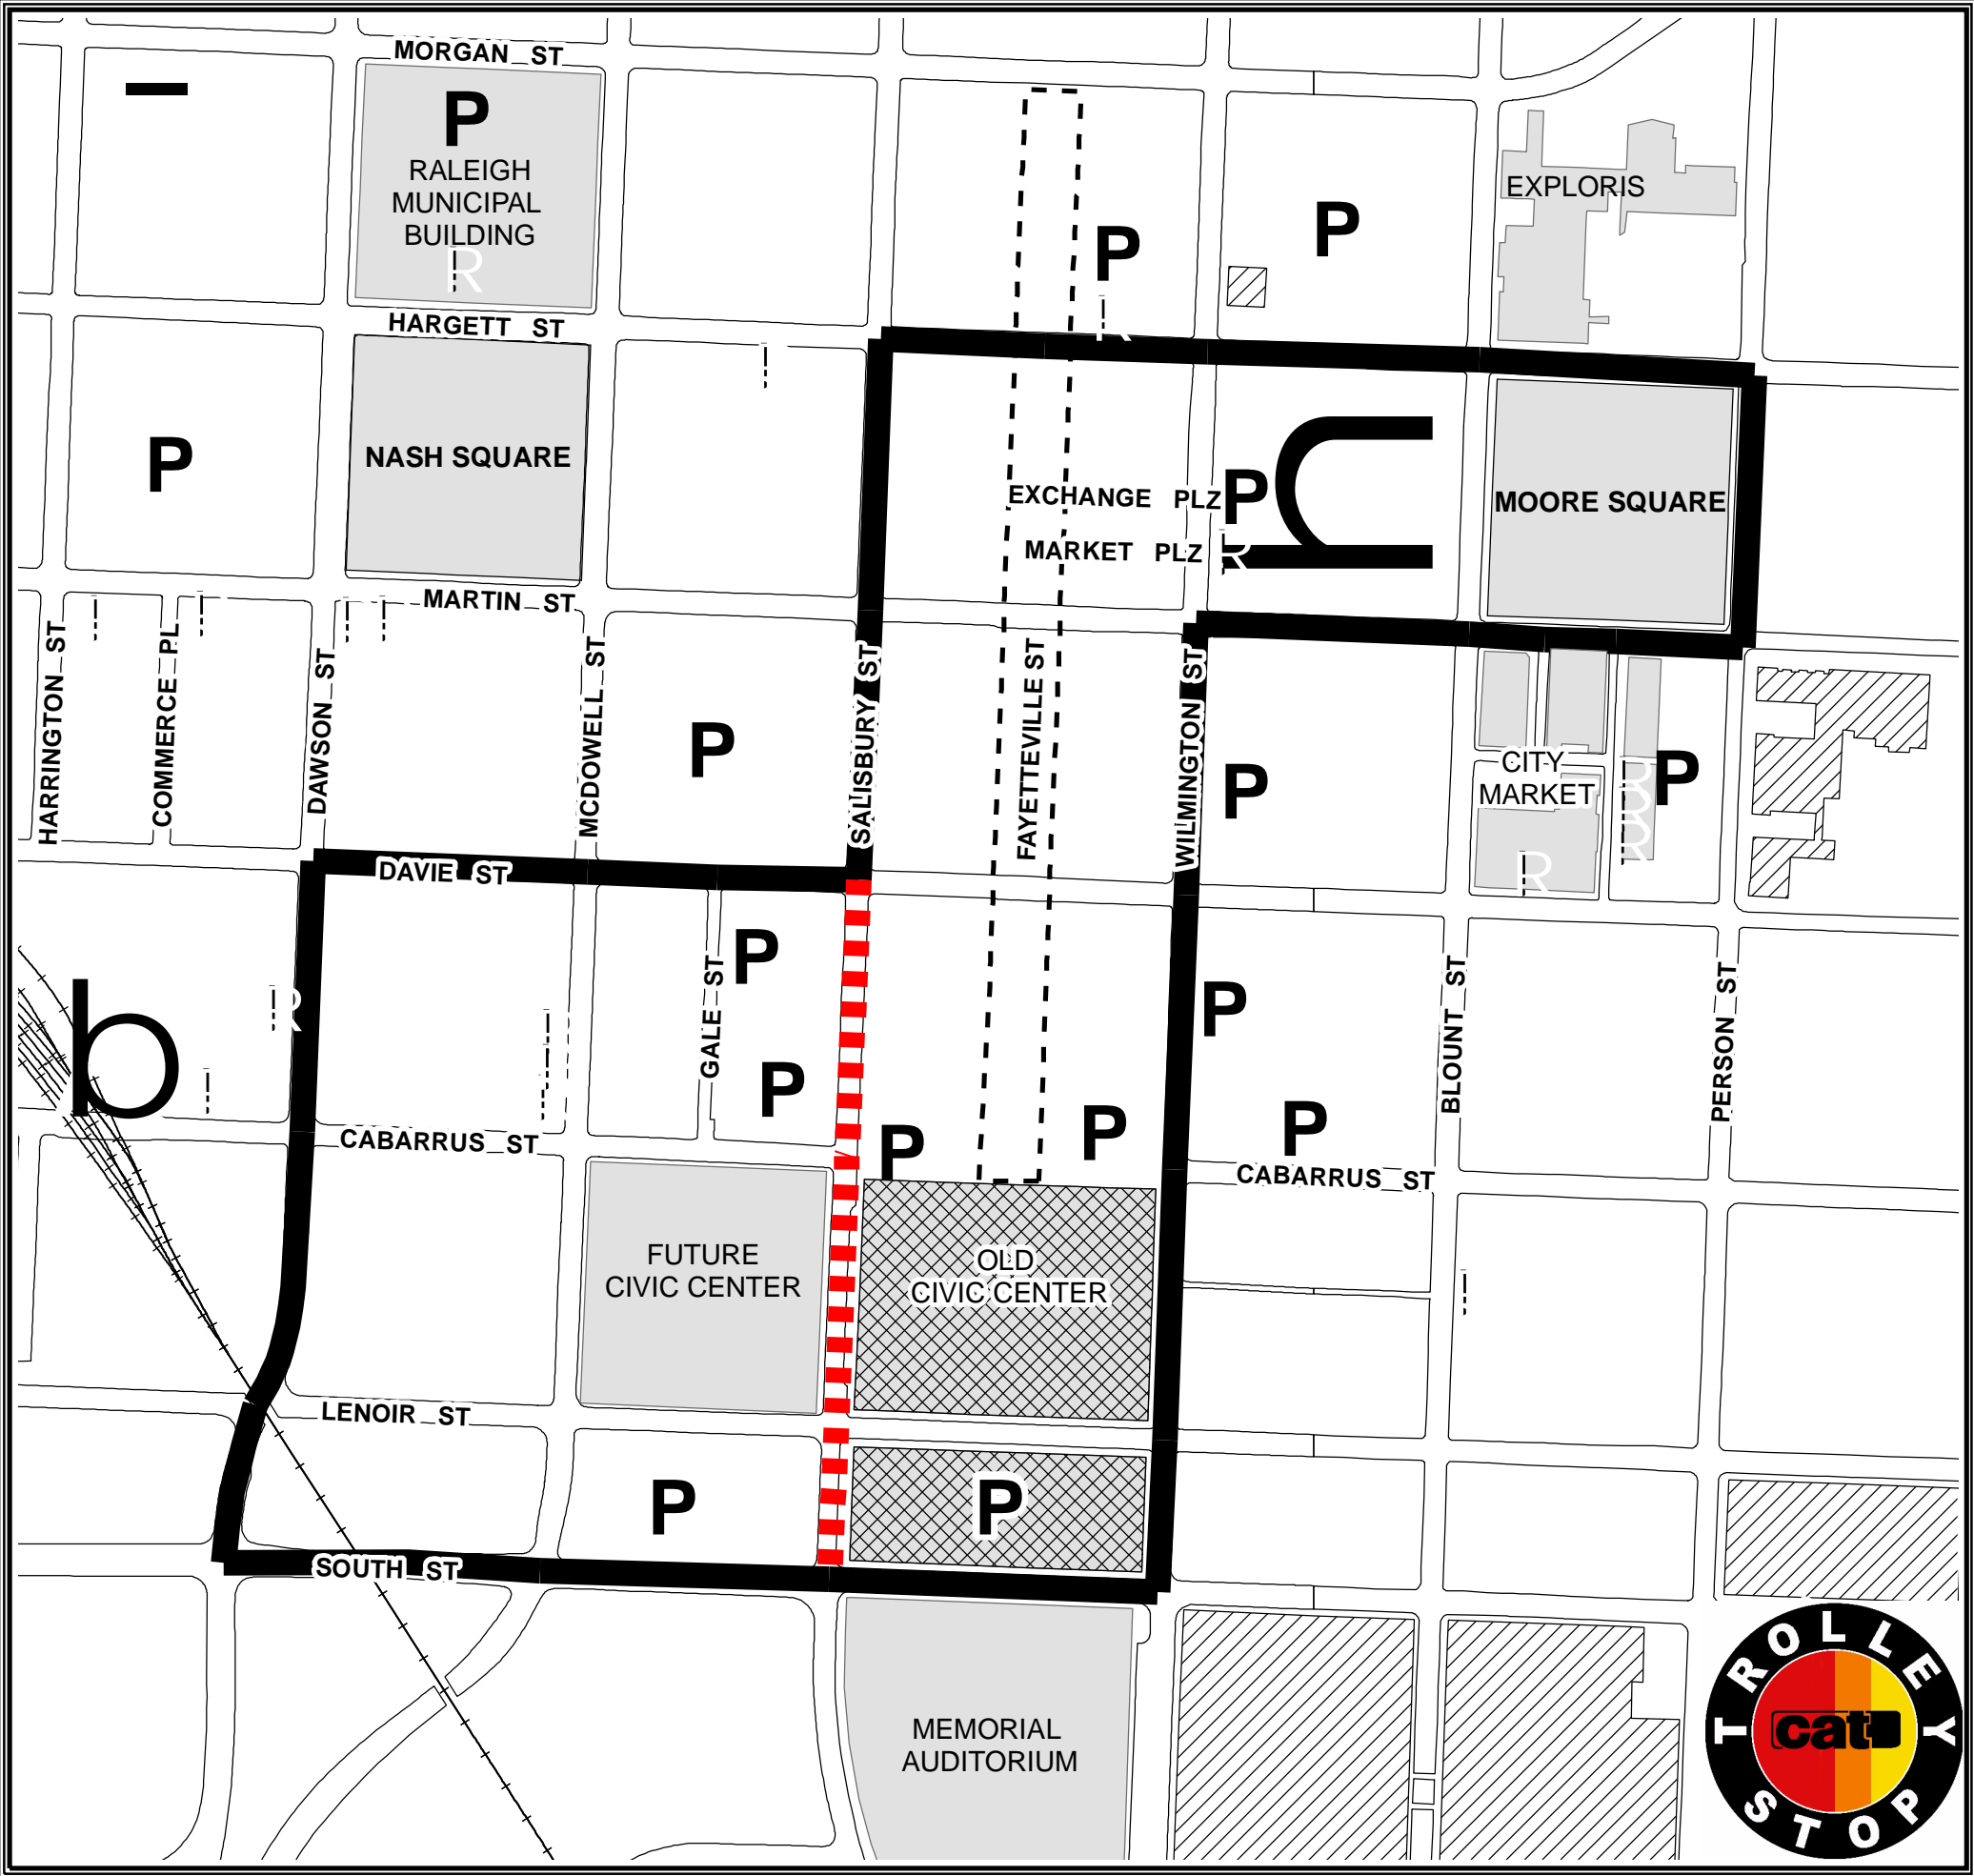 MORGAN ST
P
RALEIGH
MUNICIPAL
BUILDING
R
EXPLORIS
P
P
R
HARGETT ST
NASH SQUARE
P
EXCHANGE PLZ
P
MARKET PLZ
R
MOORE SQUARE
MARTIN ST
HARRINGTON ST
COMMERCE PL
DAWSON ST
MCDOWELL ST
P
SALISBURY ST
FAYETTEVILLE ST
WILMINGTON ST
P
CITY
MARKET
P
R
R
R
R
DAVIE ST
b
R
GALE ST
P
P
P
P
P
P
BLOUNT ST
PERSON ST
CABARRUS ST
CABARRUS ST
FUTURE
CIVIC CENTER
OLD
CIVIC CENTER
LENOIR ST
P
P
SOUTH ST
MEMORIAL
AUDITORIUM
TROLLEY
cat
STOP